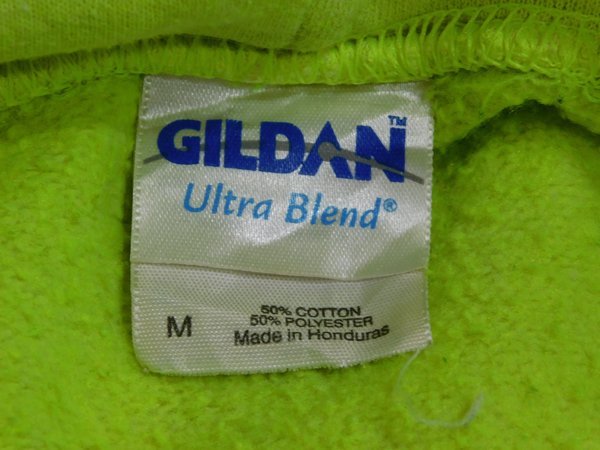 GILDAN™
Ultra Blend®
M
50% COTTON
50% POLYESTER
Made in Honduras